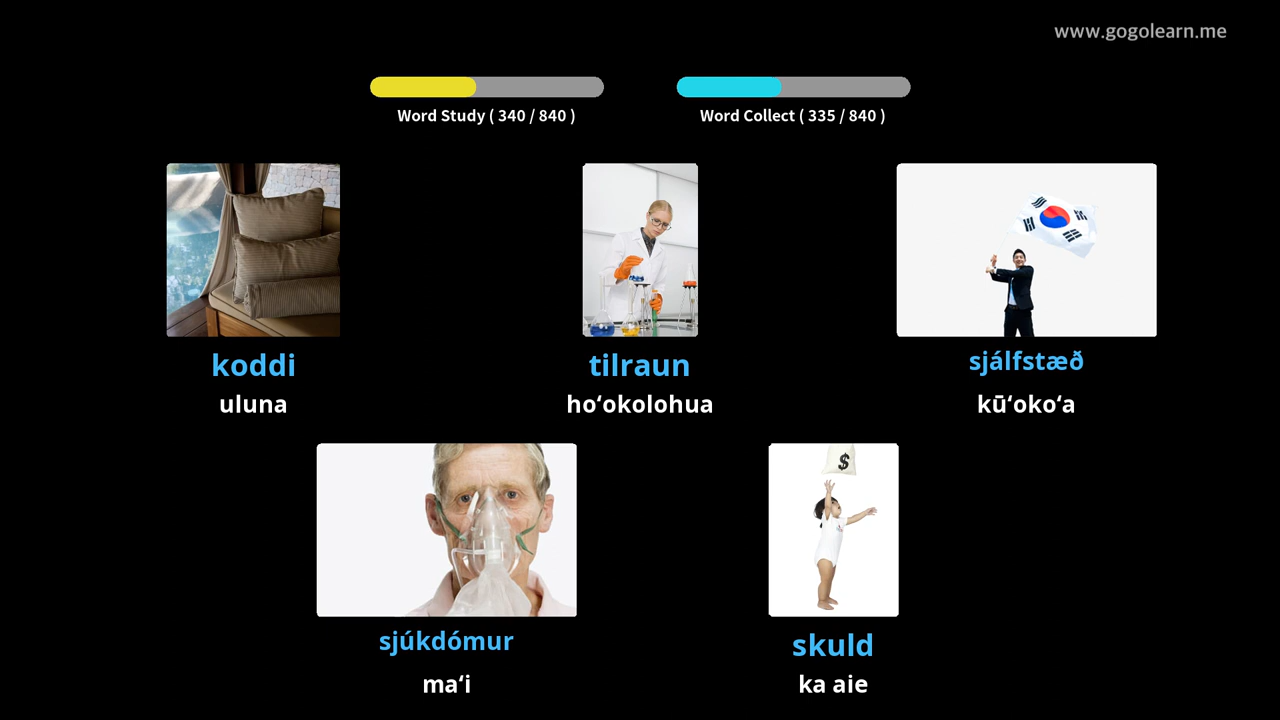 www.gogolearn.me
Word Study ( 340 / 840 )
Word Collect ( 335 / 840 )
koddi
uluna
tilraun
hoʻokolohua
sjálfstæð
kūʻokoʻa
$
sjúkdómur
maʻi
skuld
ka aie